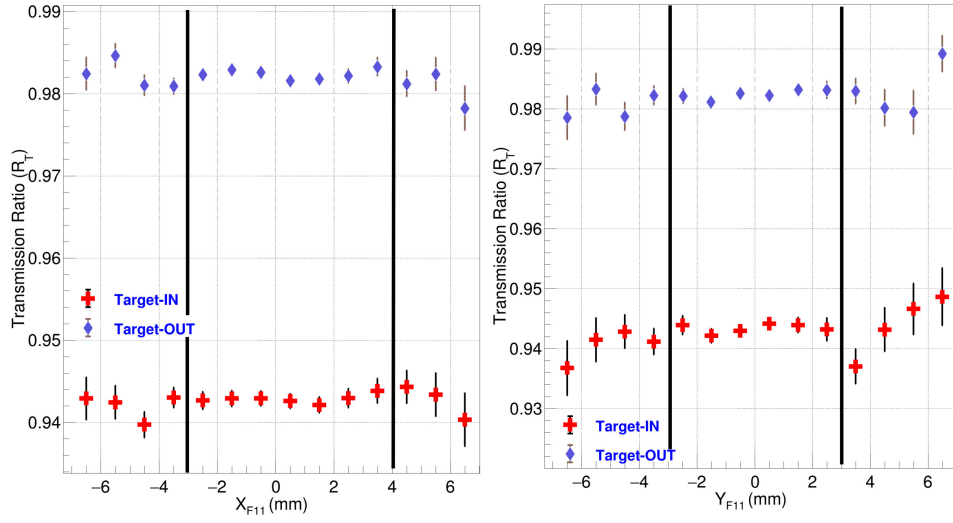 0.99
0.98
0.97
0.96
0.95
0.94
Transmission Ratio (R_T)
Target-IN
Target-OUT
−6 −4 −2 0 2 4 6
X_F11 (mm)
0.99
0.98
0.97
0.96
0.95
0.94
0.93
Transmission Ratio (R_T)
Target-IN
Target-OUT
−6 −4 −2 0 2 4 6
Y_F11 (mm)